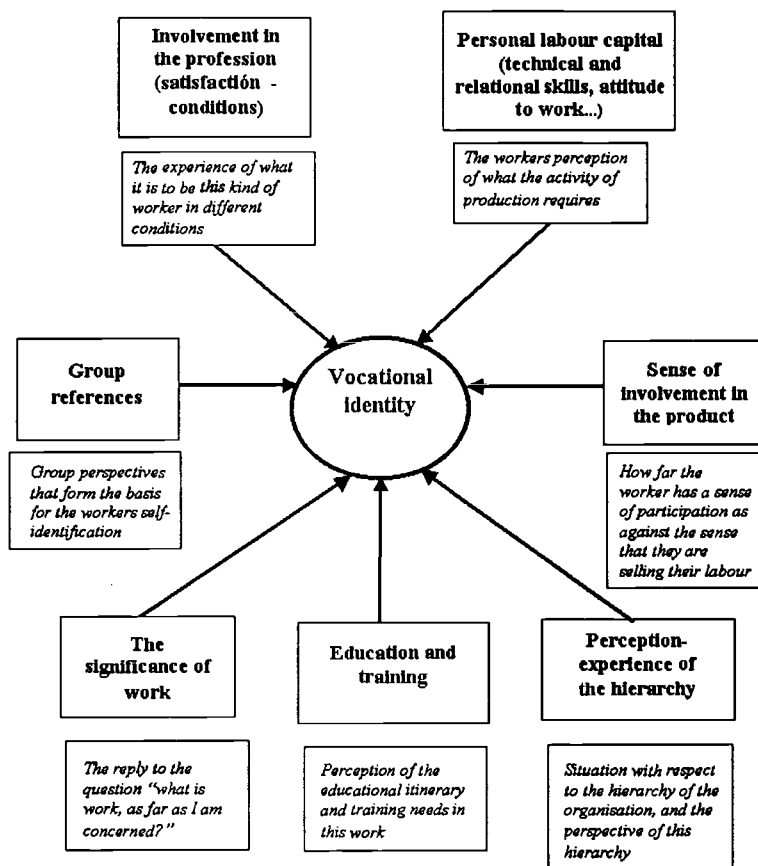 Involvement in
the profession
(satisfactión -
conditions)
The experience of what
it is to be this kind of
worker in different
conditions
Personal labour capital
(technical and
relational skills, attitude
to work...)
The workers perception
of what the activity of
production requires
Group
references
Group perspectives
that form the basis
for the workers self-
identification
Vocational
identity
Sense of
involvement in
the product
How far the
worker has a sense
of participation as
against the sense
that they are
selling their labour
The
significance of
work
The reply to the
question "what is
work, as far as I am
concerned?"
Education and
training
Perception of the
educational itinerary
and training needs in
this work
Perception-
experience of
the hierarchy
Situation with respect
to the hierarchy of the
organisation, and the
perspective of this
hierarchy